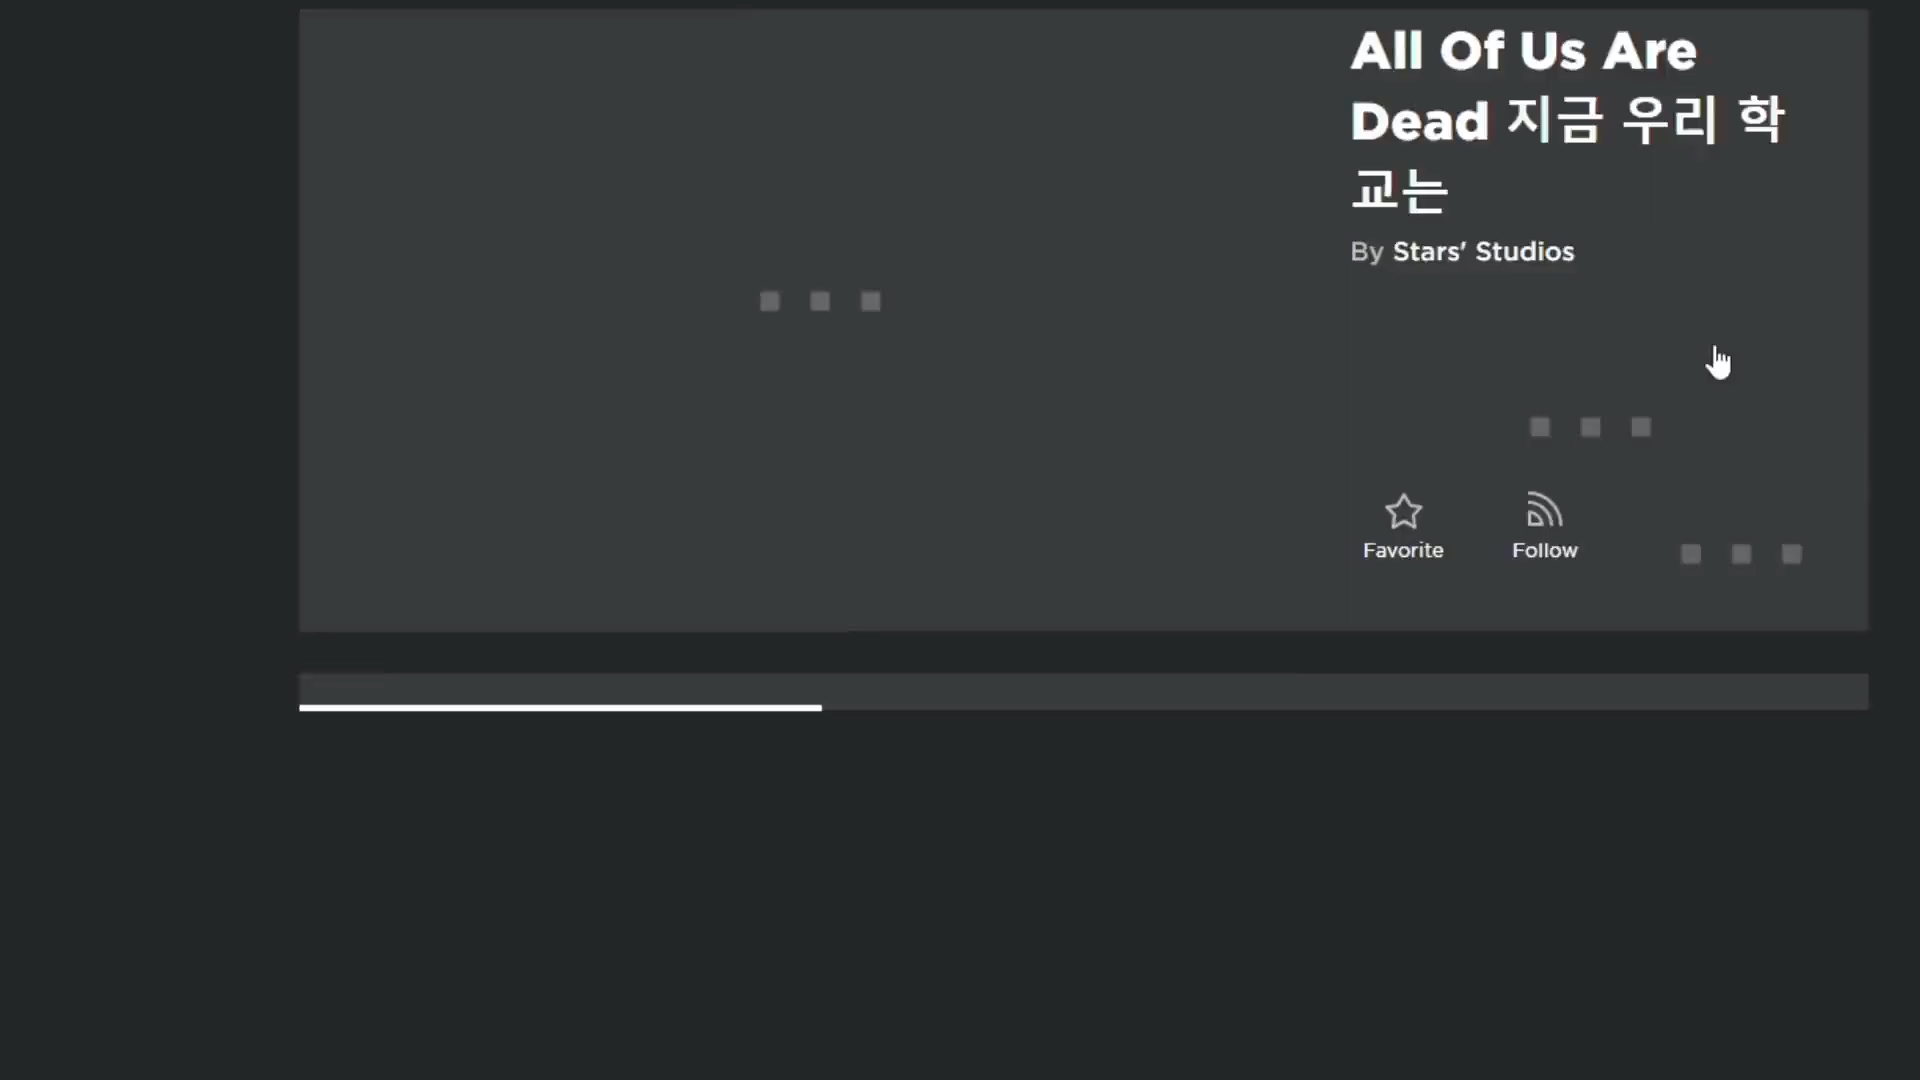 All Of Us Are
Dead 지금 우리 학
교는
By Stars' Studios
Favorite
Follow